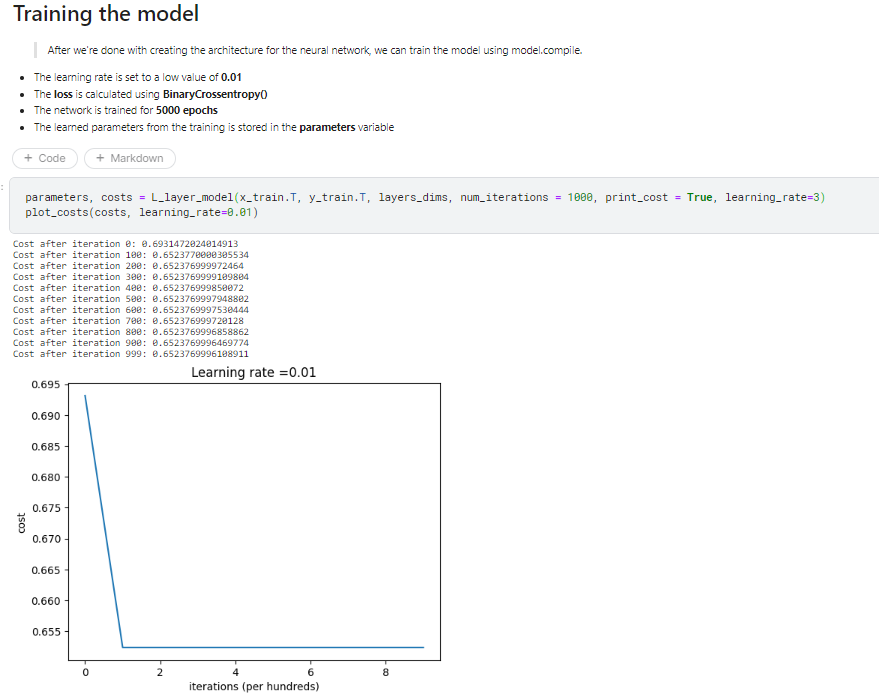 Training the model
After we're done with creating the architecture for the neural network, we can train the model using model.compile.
• The learning rate is set to a low value of 0.01
• The loss is calculated using BinaryCrossentropy()
• The network is trained for 5000 epochs
• The learned parameters from the training is stored in the parameters variable
+ Code + Markdown
:
parameters, costs = L_layer_model(x_train.T, y_train.T, layers_dims, num_iterations = 1000, print_cost = True, learning_rate=3)
plot_costs(costs, learning_rate=0.01)
Cost after iteration 0: 0.6931472024014913
Cost after iteration 100: 0.6523770000305534
Cost after iteration 200: 0.652376999972464
Cost after iteration 300: 0.6523769999109804
Cost after iteration 400: 0.652376999850072
Cost after iteration 500: 0.6523769997948802
Cost after iteration 600: 0.6523769997530444
Cost after iteration 700: 0.652376999720128
Cost after iteration 800: 0.6523769996858862
Cost after iteration 900: 0.6523769996469774
Cost after iteration 999: 0.6523769996108911
Learning rate =0.01
0.695
0.690
0.685
0.680
0.675
0.670
0.665
0.660
0.655
cost
0 2 4 6 8
iterations (per hundreds)